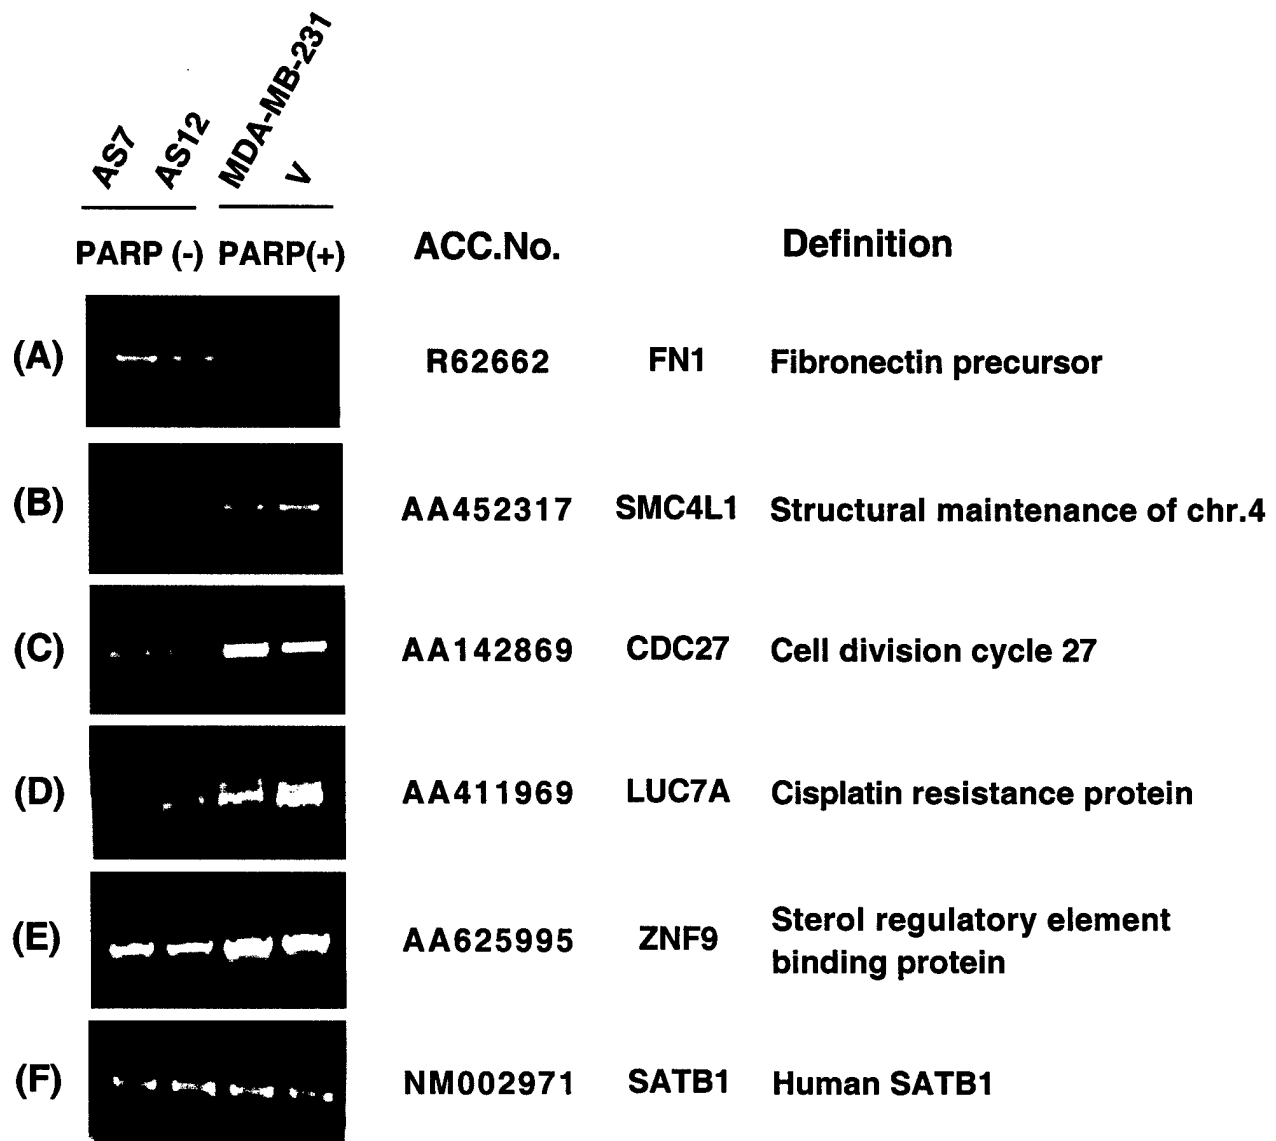 AS7 AS12 MDA-MB-231 V
PARP (-) PARP(+) ACC.No. Definition
(A) R62662 FN1 Fibronectin precursor
(B) AA452317 SMC4L1 Structural maintenance of chr.4
(C) AA142869 CDC27 Cell division cycle 27
(D) AA411969 LUC7A Cisplatin resistance protein
(E) AA625995 ZNF9 Sterol regulatory element
binding protein
(F) NM002971 SATB1 Human SATB1